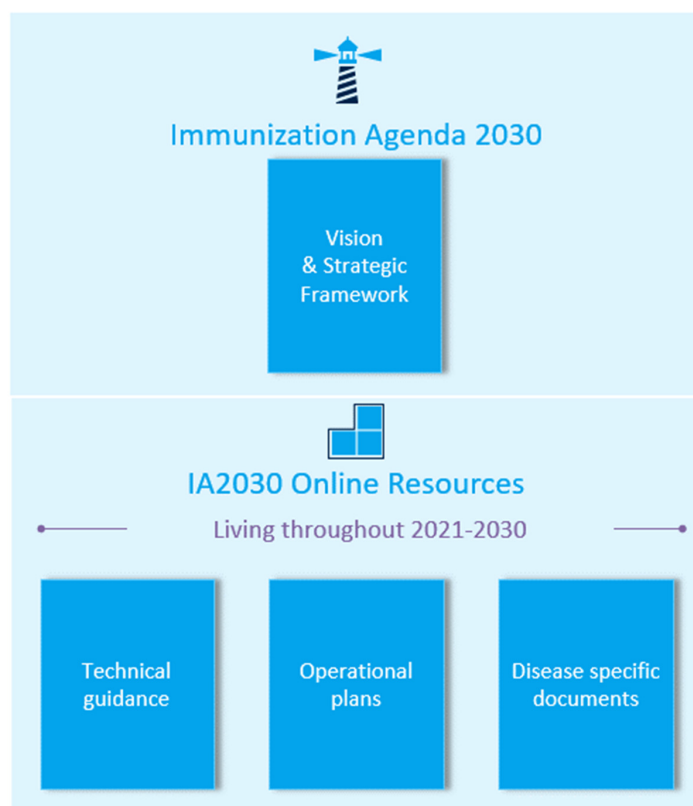 Immunization Agenda 2030
Vision
& Strategic
Framework
IA2030 Online Resources
Living throughout 2021-2030
Technical
guidance
Operational
plans
Disease specific
documents